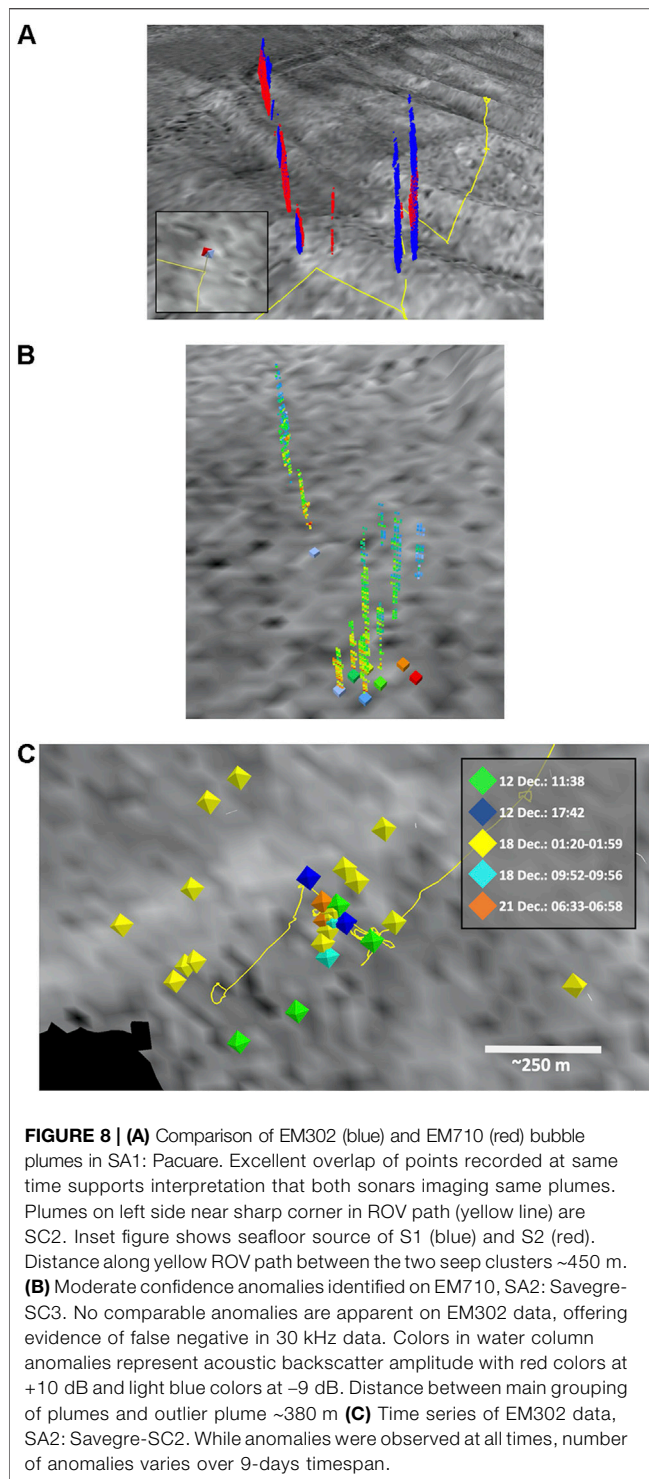 A
B
C
12 Dec.: 11:38
12 Dec.: 17:42
18 Dec.: 01:20-01:59
18 Dec.: 09:52-09:56
21 Dec.: 06:33-06:58
~250 m
FIGURE 8 | (A) Comparison of EM302 (blue) and EM710 (red) bubble
plumes in SA1: Pacuare. Excellent overlap of points recorded at same
time supports interpretation that both sonars imaging same plumes.
Plumes on left side near sharp corner in ROV path (yellow line) are
SC2. Inset figure shows seafloor source of S1 (blue) and S2 (red).
Distance along yellow ROV path between the two seep clusters ~450 m.
(B) Moderate confidence anomalies identified on EM710, SA2: Savegre-
SC3. No comparable anomalies are apparent on EM302 data, offering
evidence of false negative in 30 kHz data. Colors in water column
anomalies represent acoustic backscatter amplitude with red colors at
+10 dB and light blue colors at –9 dB. Distance between main grouping
of plumes and outlier plume ~380 m (C) Time series of EM302 data,
SA2: Savegre-SC2. While anomalies were observed at all times, number
of anomalies varies over 9-days timespan.